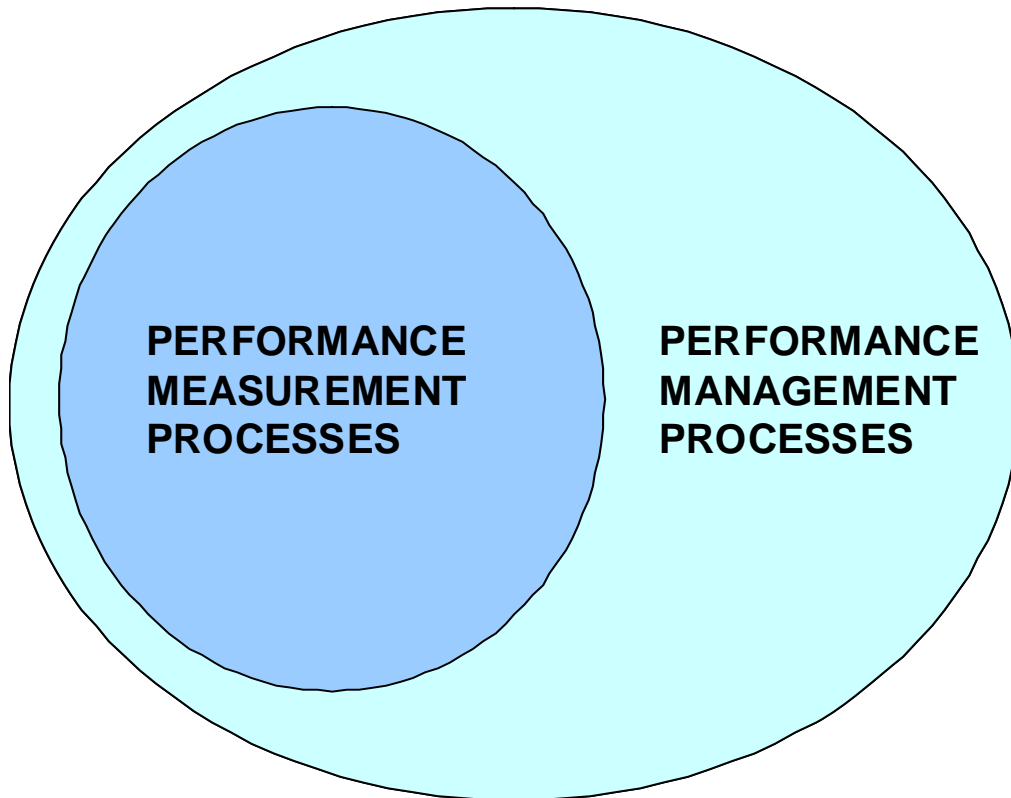 PERFORMANCE
MEASUREMENT
PROCESSES
PERFORMANCE
MANAGEMENT
PROCESSES